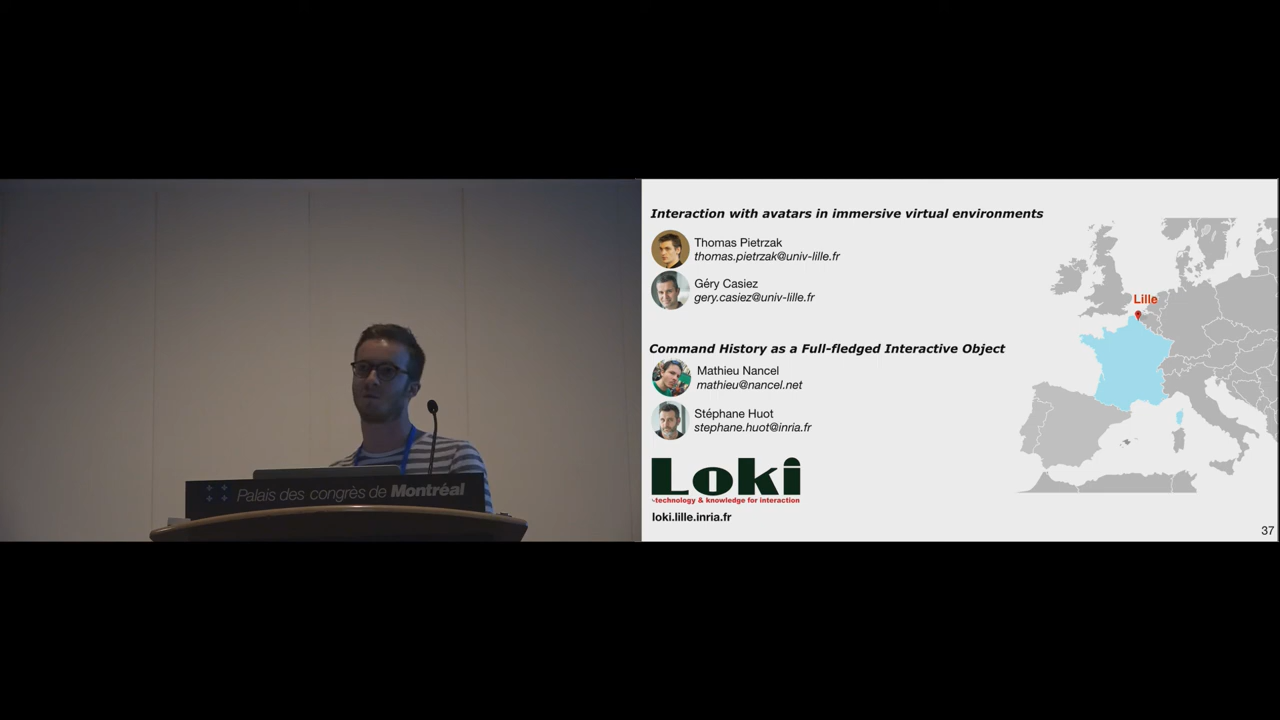 Palais des congrès de Montréal
Interaction with avatars in immersive virtual environments
Thomas Pietrzak
thomas.pietrzak@univ-lille.fr
Géry Casiez
gery.casiez@univ-lille.fr
Lille
Command History as a Full-fledged Interactive Object
Mathieu Nancel
mathieu@nancel.net
Stéphane Huot
stephane.huot@inria.fr
Loki
-technology & knowledge for interaction
loki.lille.inria.fr
37